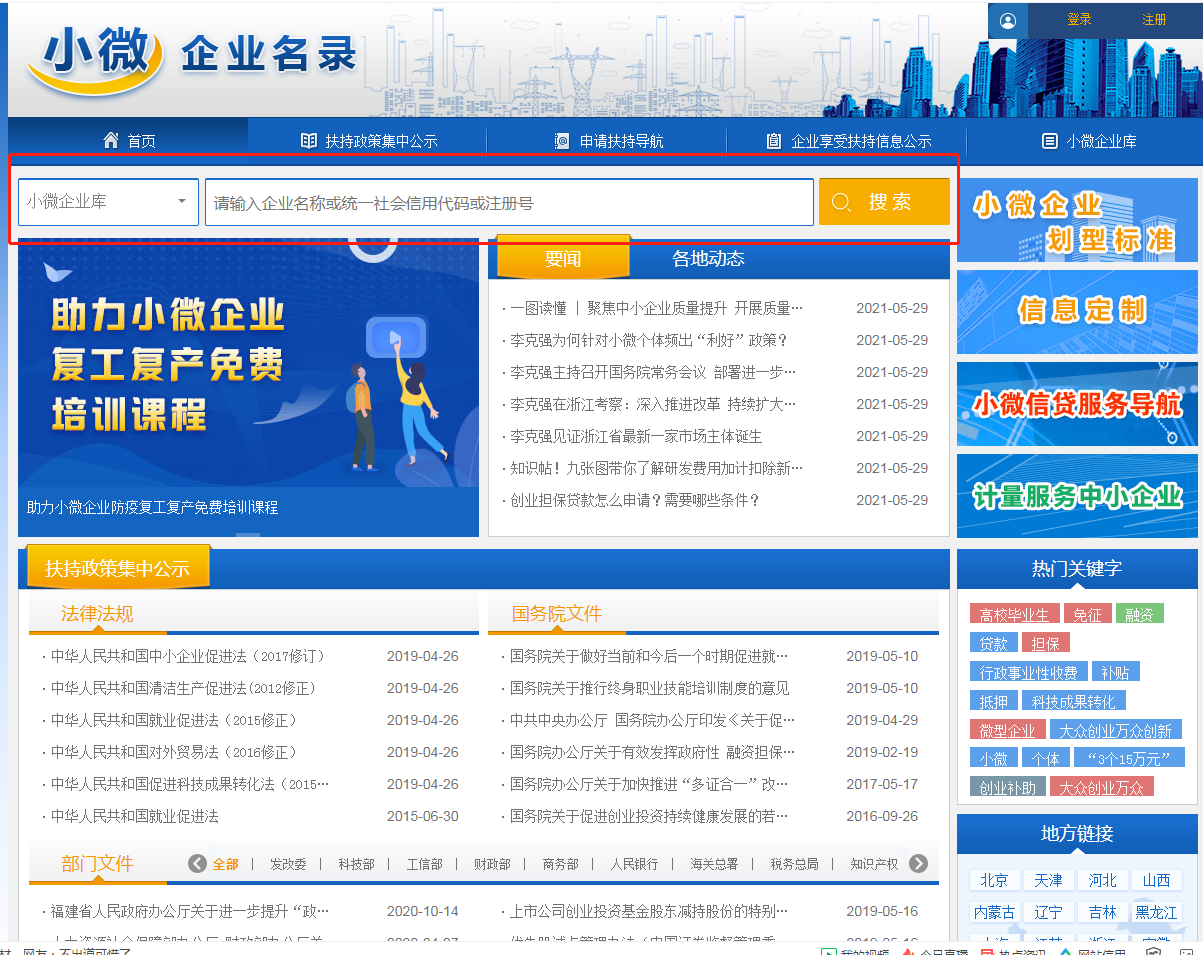 小微 企业名录
登录 注册
首页 扶持政策集中公示 申请扶持导航 企业享受扶持信息公示 小微企业库
小微企业库 请输入企业名称或统一社会信用代码或注册号 搜索
小微企业
划型标准
信息定制
小微信贷服务导航
计量服务中小企业
助力小微企业
复工复产免费
培训课程
助力小微企业防疫复工复产免费培训课程
要闻 各地动态
· 一图读懂 | 聚焦中小企业质量提升 开展质量… 2021-05-29
· 李克强为何针对小微个体频出“利好”政策？ 2021-05-29
· 李克强主持召开国务院常务会议 部署进一步… 2021-05-29
· 李克强在浙江考察：深入推进改革 持续扩大… 2021-05-29
· 李克强见证浙江省最新一家市场主体诞生 2021-05-29
· 知识帖！九张图带你了解研发费用加计扣除新… 2021-05-29
· 创业担保贷款怎么申请？需要哪些条件？ 2021-05-29
扶持政策集中公示
法律法规
· 中华人民共和国中小企业促进法（2017修订） 2019-04-26
· 中华人民共和国清洁生产促进法(2012修正） 2019-04-26
· 中华人民共和国就业促进法（2015修正） 2019-04-26
· 中华人民共和国对外贸易法（2016修正） 2019-04-26
· 中华人民共和国促进科技成果转化法（2015… 2019-04-26
· 中华人民共和国就业促进法 2015-06-30
国务院文件
· 国务院关于做好当前和今后一个时期促进就… 2019-05-10
· 国务院关于推行终身职业技能培训制度的意见 2019-05-10
· 中共中央办公厅 国务院办公厅印发《关于促… 2019-04-29
· 国务院办公厅关于有效发挥政府性 融资担保… 2019-02-19
· 国务院办公厅关于加快推进“多证合一”改… 2017-05-17
· 国务院关于促进创业投资持续健康发展的若… 2016-09-26
部门文件 全部 | 发改委 | 科技部 | 工信部 | 财政部 | 商务部 | 人民银行 | 海关总署 | 税务总局 | 知识产权
· 福建省人民政府办公厅关于进一步提升“政… 2020-10-14
· 上市公司创业投资基金股东减持股份的特别… 2019-05-16
热门关键字
高校毕业生 免征 融资
贷款 担保
行政事业性收费 补贴
抵押 科技成果转化
微型企业 大众创业万众创新
小微 个体 “3个15万元”
创业补助 大众创业万众
地方链接
北京 天津 河北 山西
内蒙古 辽宁 吉林 黑龙江